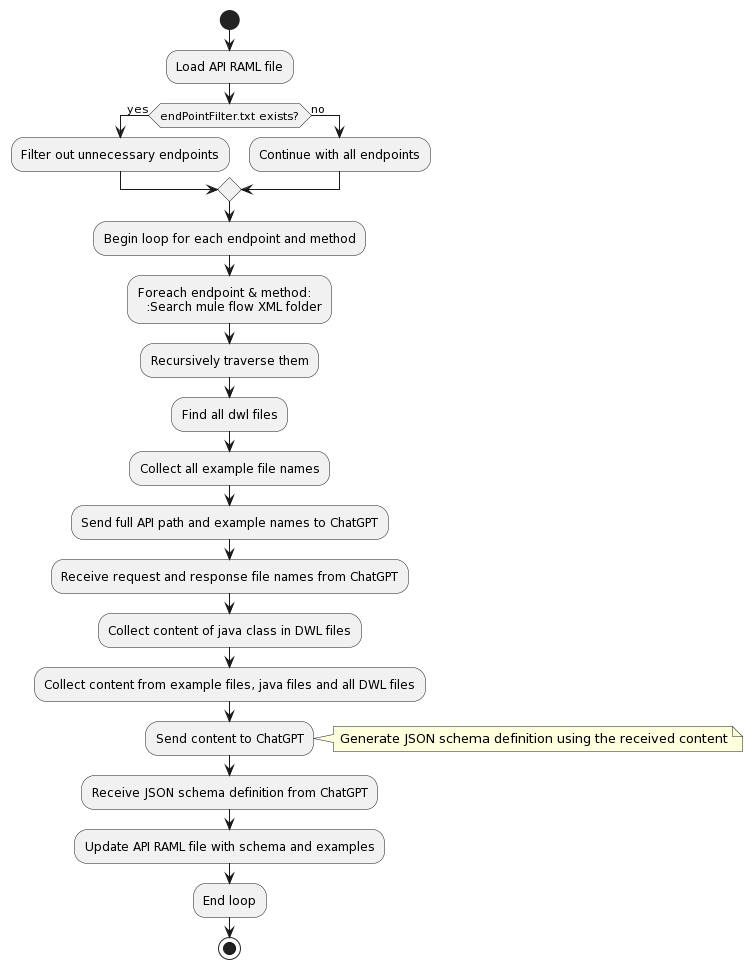 Load API RAML file
yes
endPointFilter.txt exists?
no
Filter out unnecessary endpoints
Continue with all endpoints
Begin loop for each endpoint and method
Foreach endpoint & method:
:Search mule flow XML folder
Recursively traverse them
Find all dwl files
Collect all example file names
Send full API path and example names to ChatGPT
Receive request and response file names from ChatGPT
Collect content of java class in DWL files
Collect content from example files, java files and all DWL files
Send content to ChatGPT
Generate JSON schema definition using the received content
Receive JSON schema definition from ChatGPT
Update API RAML file with schema and examples
End loop